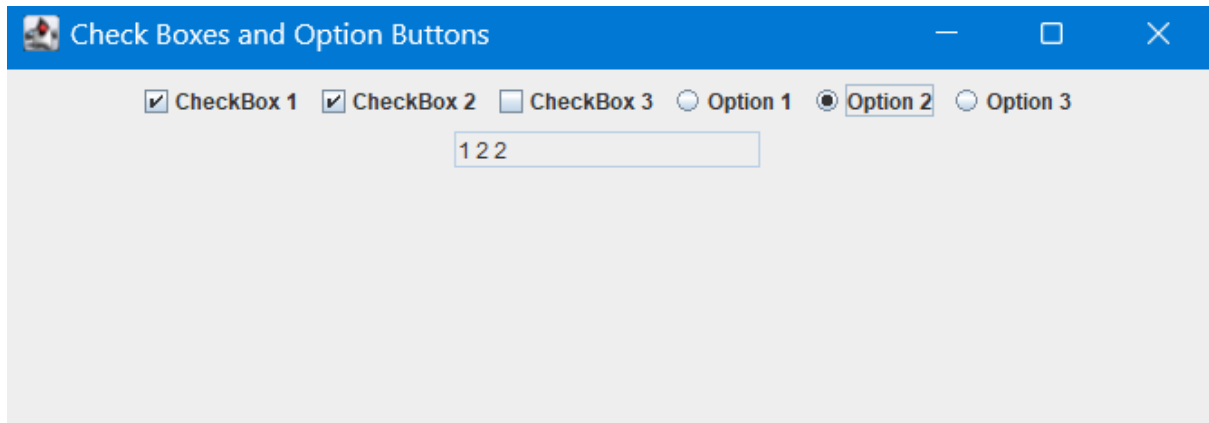 Check Boxes and Option Buttons
CheckBox 1 CheckBox 2 CheckBox 3 Option 1 Option 2 Option 3
1 2 2